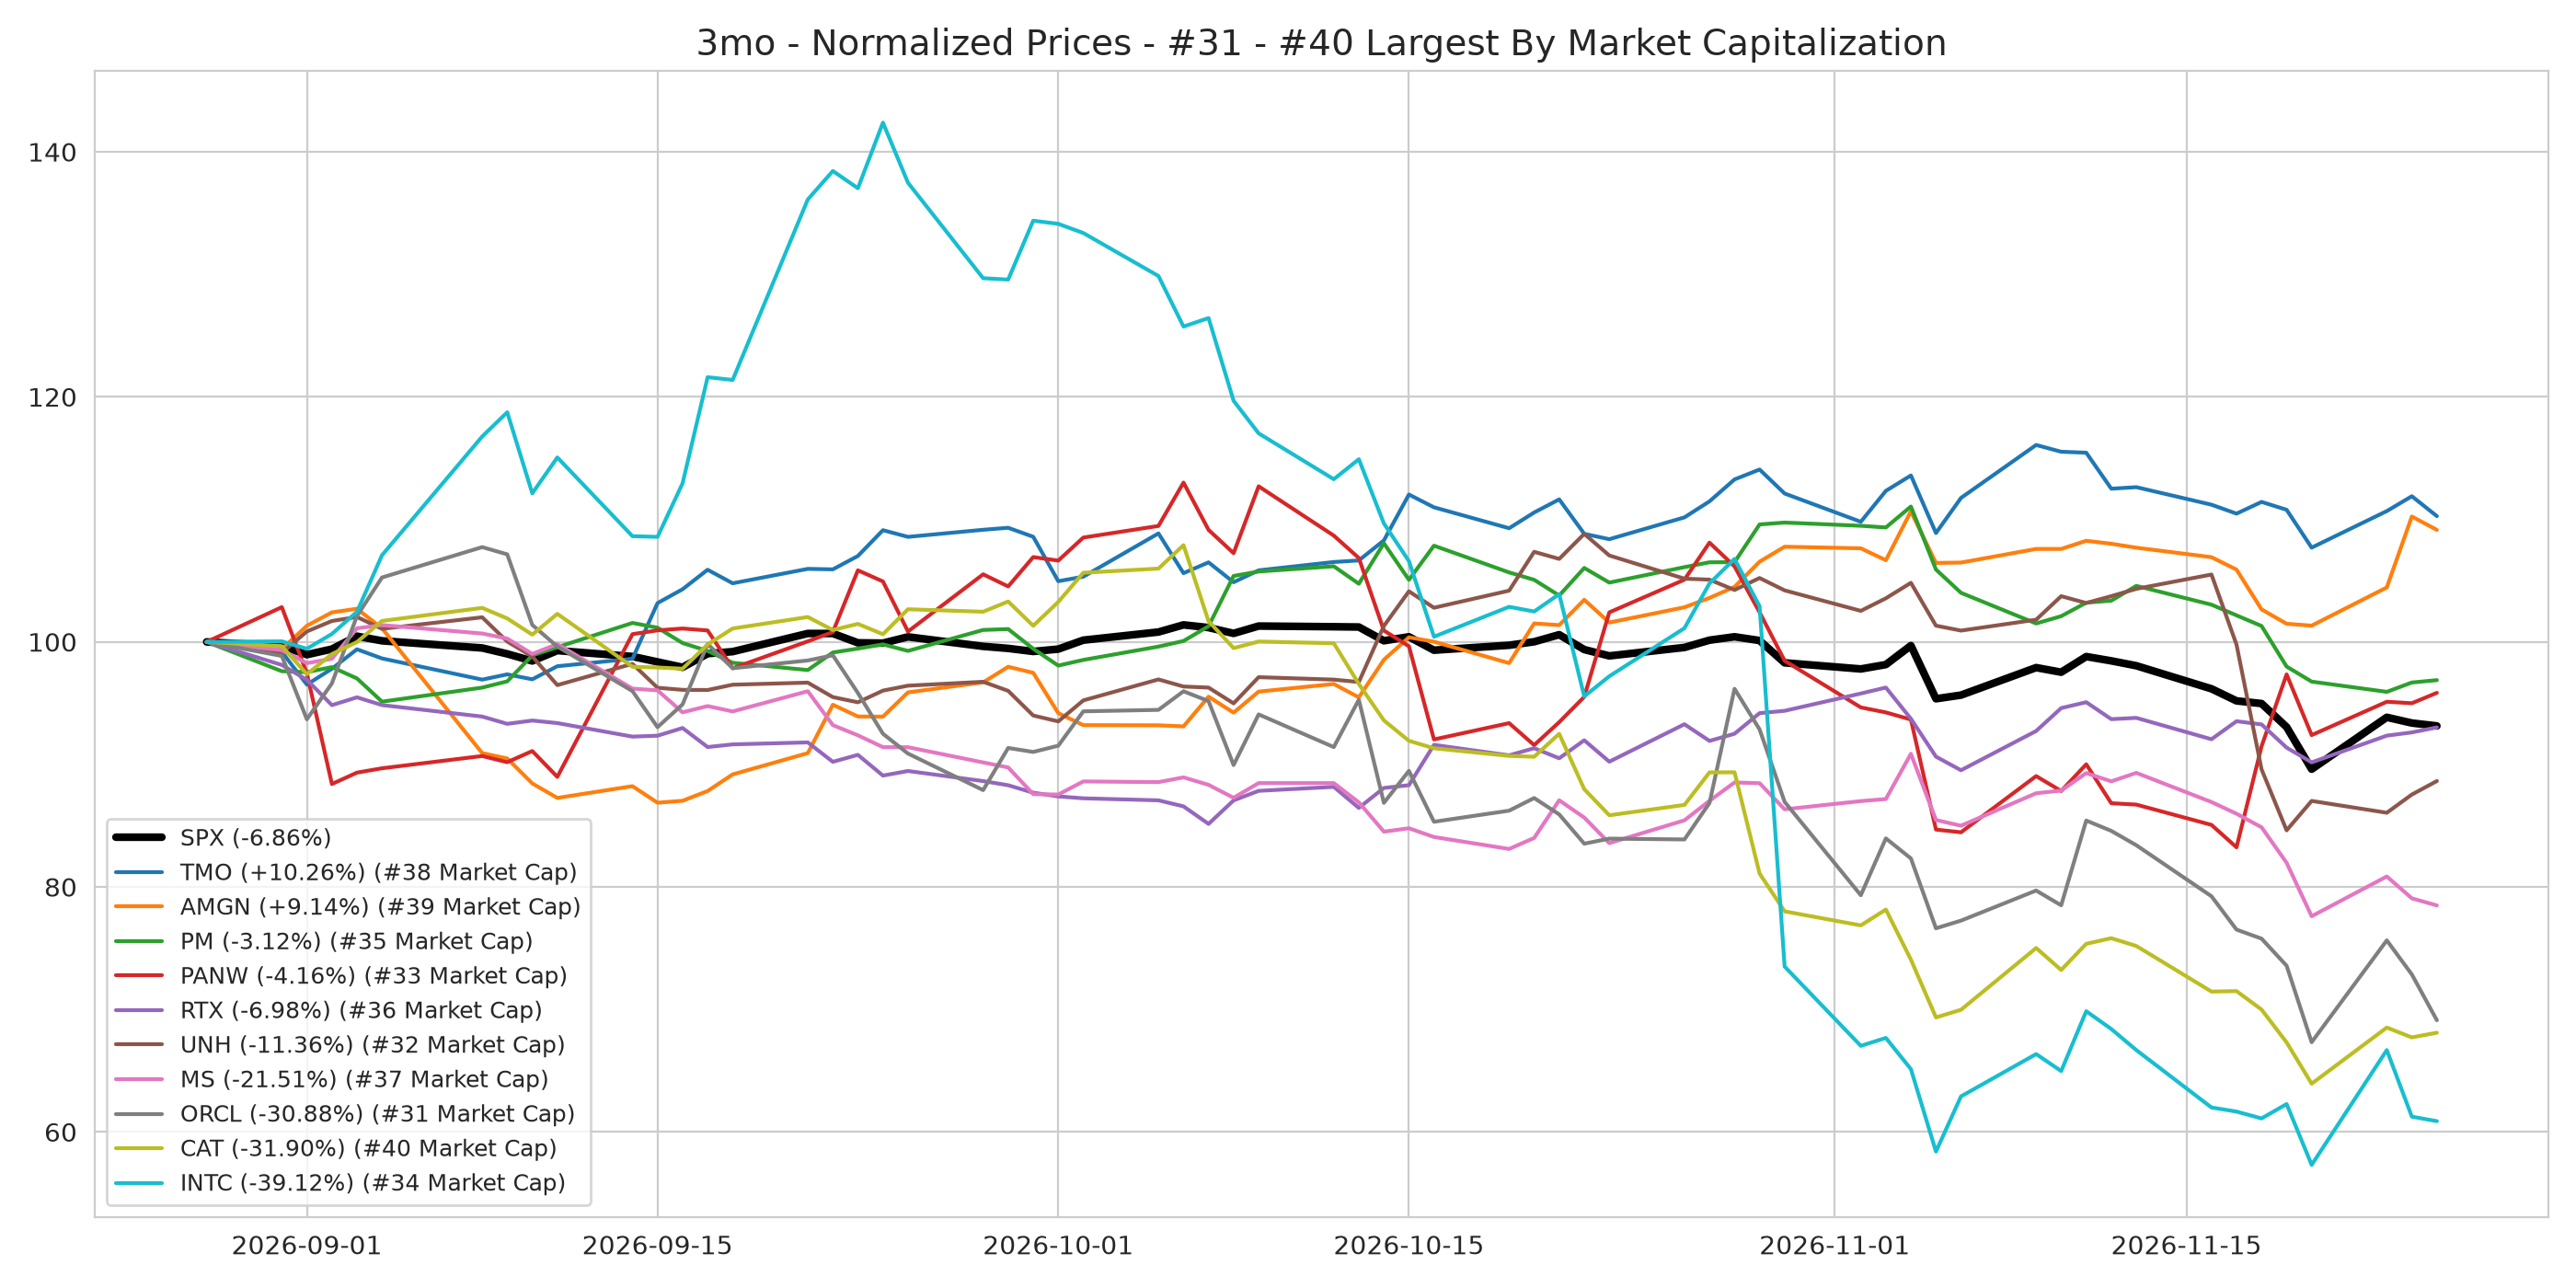 3mo - Normalized Prices - #31 - #40 Largest By Market Capitalization
140
120
100
80
60
SPX (-6.86%)
TMO (+10.26%) (#38 Market Cap)
AMGN (+9.14%) (#39 Market Cap)
PM (-3.12%) (#35 Market Cap)
PANW (-4.16%) (#33 Market Cap)
RTX (-6.98%) (#36 Market Cap)
UNH (-11.36%) (#32 Market Cap)
MS (-21.51%) (#37 Market Cap)
ORCL (-30.88%) (#31 Market Cap)
CAT (-31.90%) (#40 Market Cap)
INTC (-39.12%) (#34 Market Cap)
2026-09-01 2026-09-15 2026-10-01 2026-10-15 2026-11-01 2026-11-15